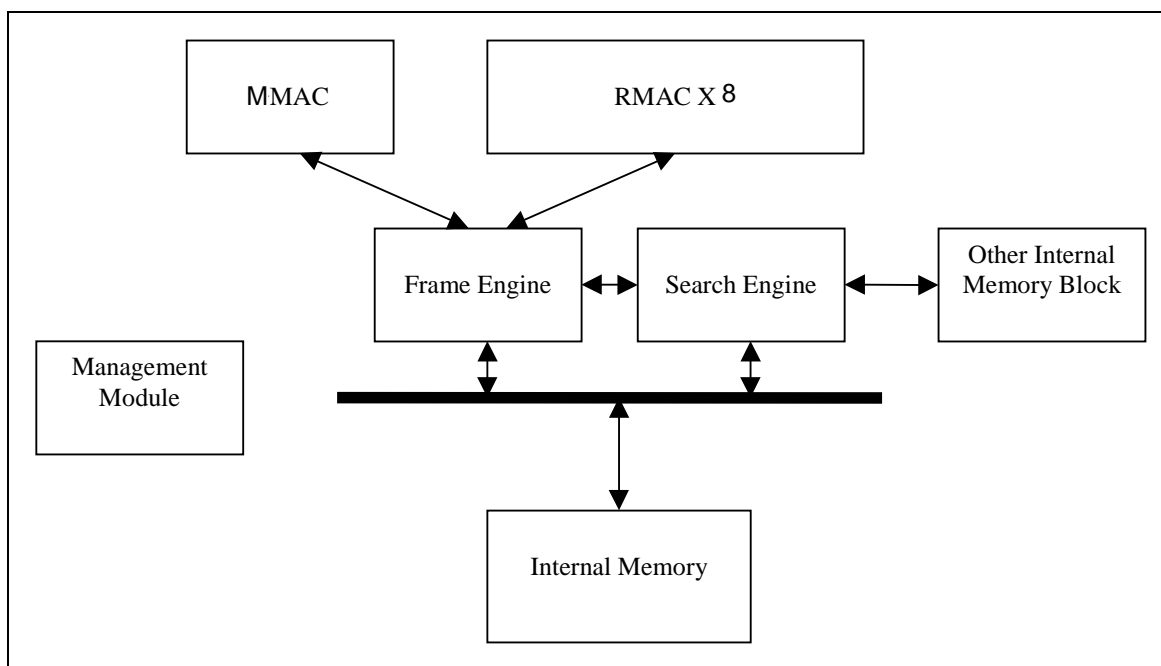 MMAC
RMAC X 8
Frame Engine
Search Engine
Other Internal
Memory Block
Management
Module
Internal Memory